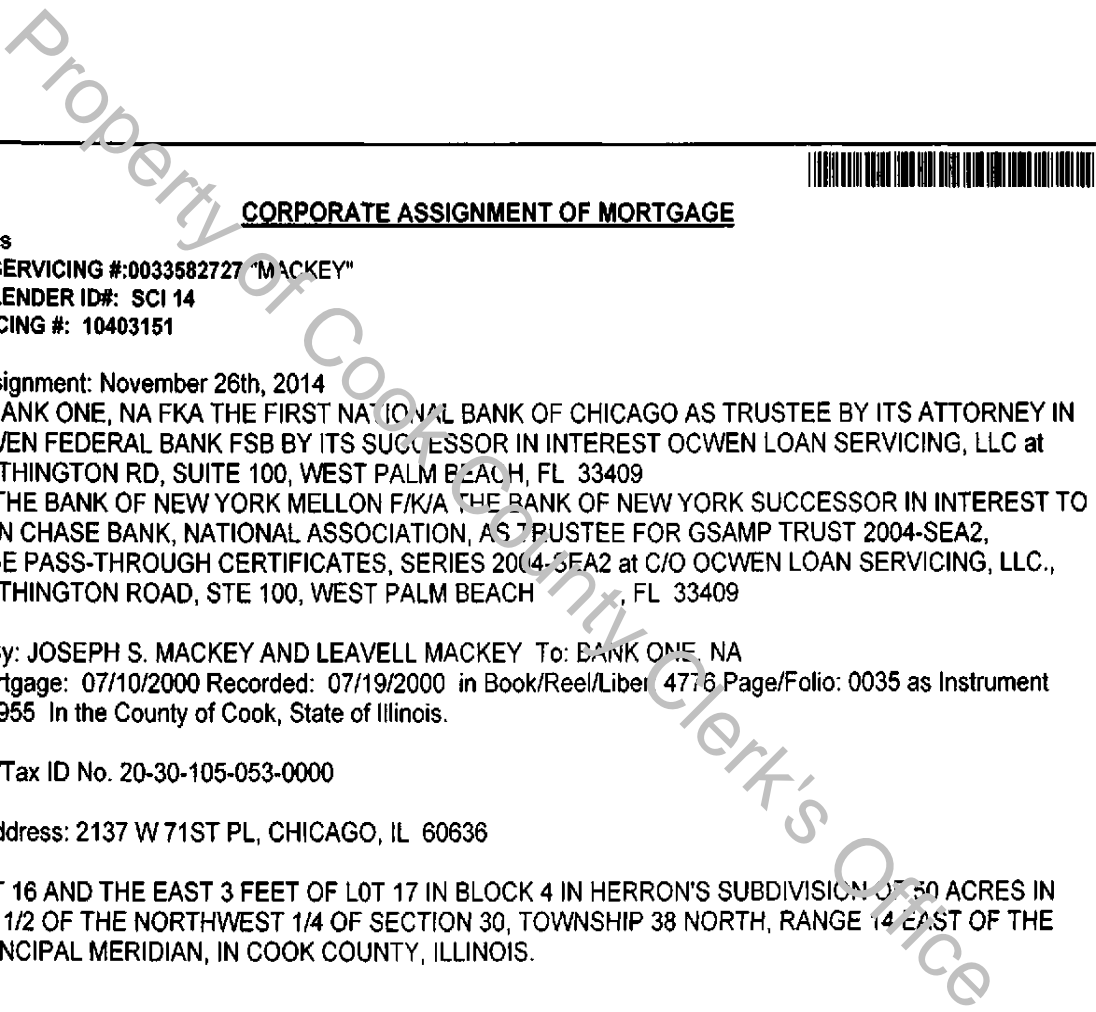 Property of Cook County Clerk's Office
CORPORATE ASSIGNMENT OF MORTGAGE
s
SERVICING #:0033582727 "MACKEY"
LENDER ID#: SCI 14
CING #: 10403151
signment: November 26th, 2014
ANK ONE, NA FKA THE FIRST NATIONAL BANK OF CHICAGO AS TRUSTEE BY ITS ATTORNEY IN
WEN FEDERAL BANK FSB BY ITS SUCCESSOR IN INTEREST OCWEN LOAN SERVICING, LLC at
THINGTON RD, SUITE 100, WEST PALM BEACH, FL 33409
THE BANK OF NEW YORK MELLON F/K/A THE BANK OF NEW YORK SUCCESSOR IN INTEREST TO
N CHASE BANK, NATIONAL ASSOCIATION, AS TRUSTEE FOR GSAMP TRUST 2004-SEA2,
E PASS-THROUGH CERTIFICATES, SERIES 2004-SEA2 at C/O OCWEN LOAN SERVICING, LLC.,
THINGTON ROAD, STE 100, WEST PALM BEACH , FL 33409
By: JOSEPH S. MACKEY AND LEAVELL MACKEY To: BANK ONE, NA
rtgage: 07/10/2000 Recorded: 07/19/2000 in Book/Reel/Liber 4776 Page/Folio: 0035 as Instrument
955 In the County of Cook, State of Illinois.
/Tax ID No. 20-30-105-053-0000
ddress: 2137 W 71ST PL, CHICAGO, IL 60636
T 16 AND THE EAST 3 FEET OF L0T 17 IN BLOCK 4 IN HERRON'S SUBDIVISION OF 50 ACRES IN
1/2 OF THE NORTHWEST 1/4 OF SECTION 30, TOWNSHIP 38 NORTH, RANGE 14 EAST OF THE
NCIPAL MERIDIAN, IN COOK COUNTY, ILLINOIS.